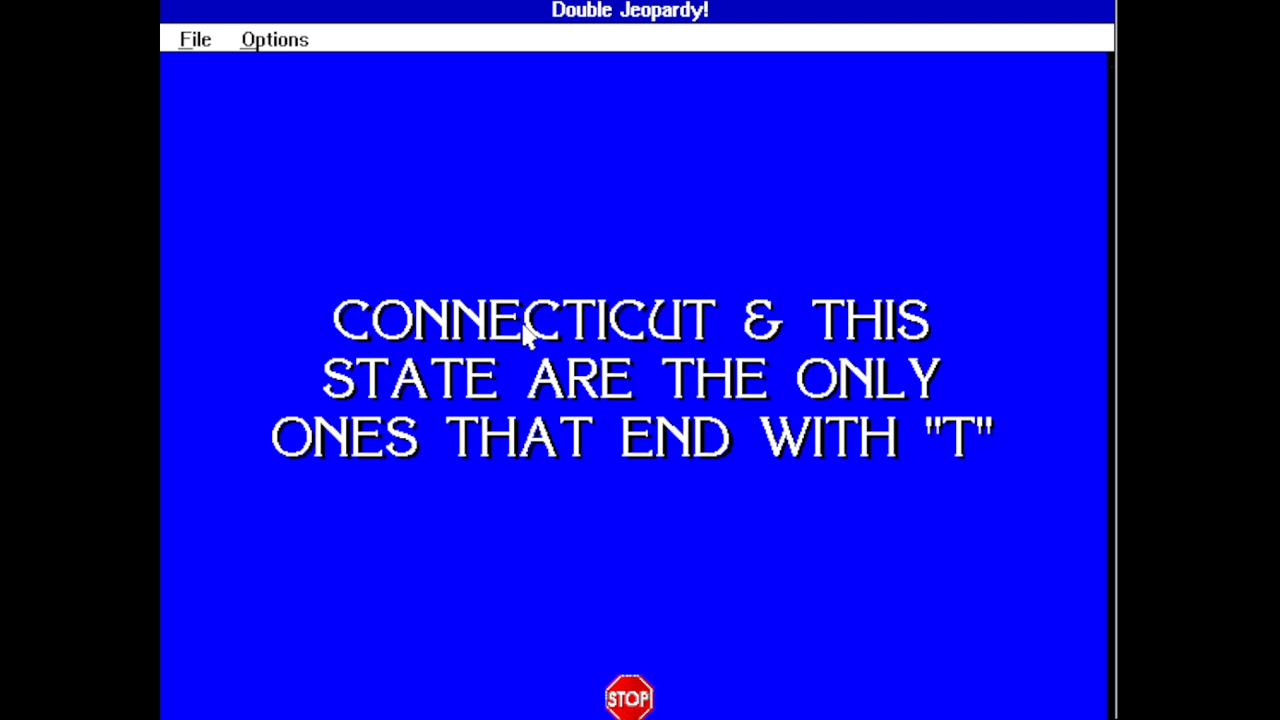 Double Jeopardy!
File Options
CONNECTICUT & THIS
STATE ARE THE ONLY
ONES THAT END WITH "T"
STOP